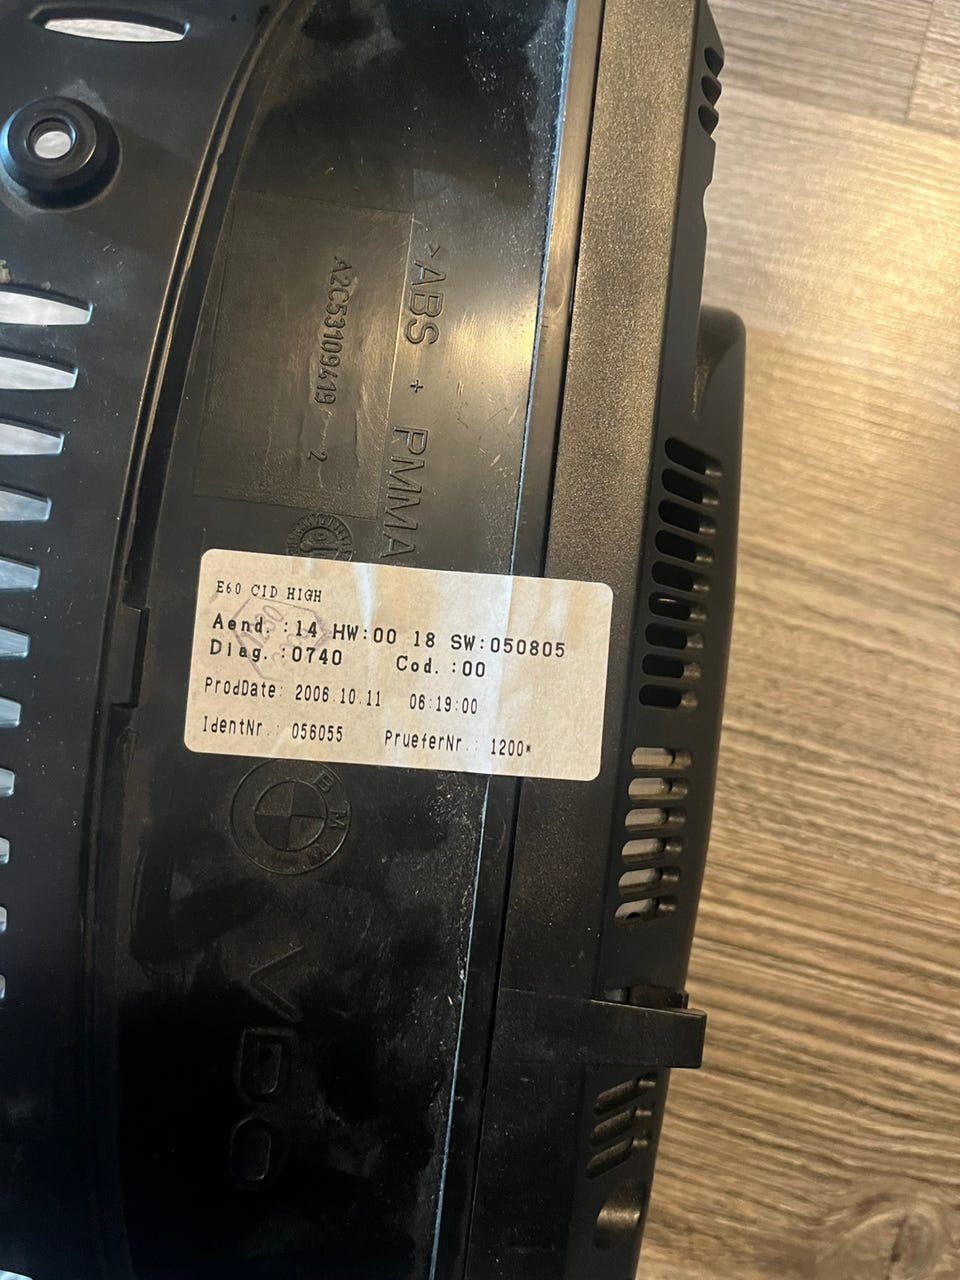 >ABS + PMMA
A2C53109419 2
E60 CID HIGH
Aend. :14 HW:00 18 SW:050805
Diag.:0740 Cod.:00
ProdDate: 2006.10.11 06:19:00
IdentNr.: 056055 PrueferNr.: 1200*
BMW
VDO